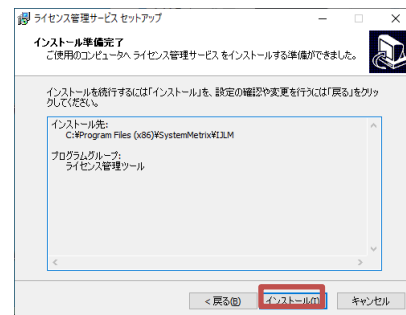 ライセンス管理サービス セットアップ
インストール準備完了
ご使用のコンピュータへ ライセンス管理サービス をインストールする準備ができました。
インストールを続行するには「インストール」を、設定の確認や変更を行うには「戻る」をクリッ
クしてください。
インストール先:
C:¥Program Files (x86)¥SystemMetrix¥IJLM
プログラムグループ:
ライセンス管理ツール
< 戻る(B) インストール(I) キャンセル